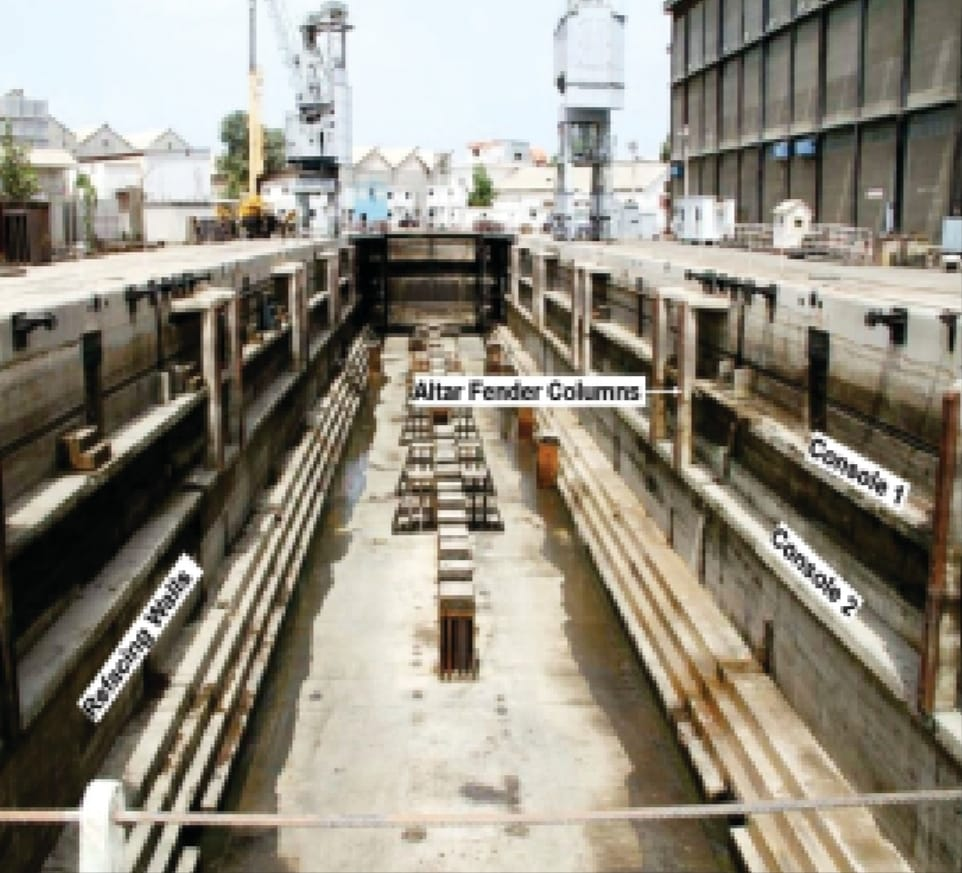 Altar Fender Columns
Console 1
Console 2
Refacing Walls